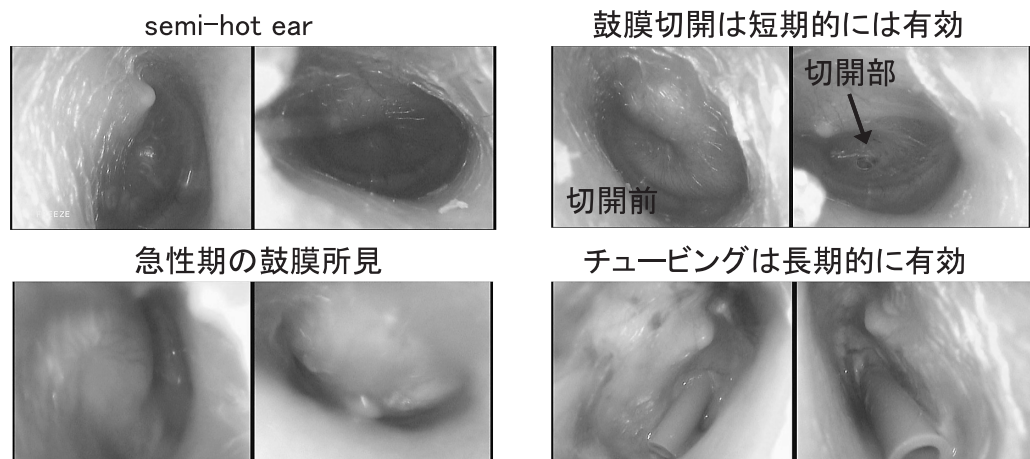 semi-hot ear
鼓膜切開は短期的には有効
切開部
切開前
EEZE
急性期の鼓膜所見
チュービングは長期的に有効